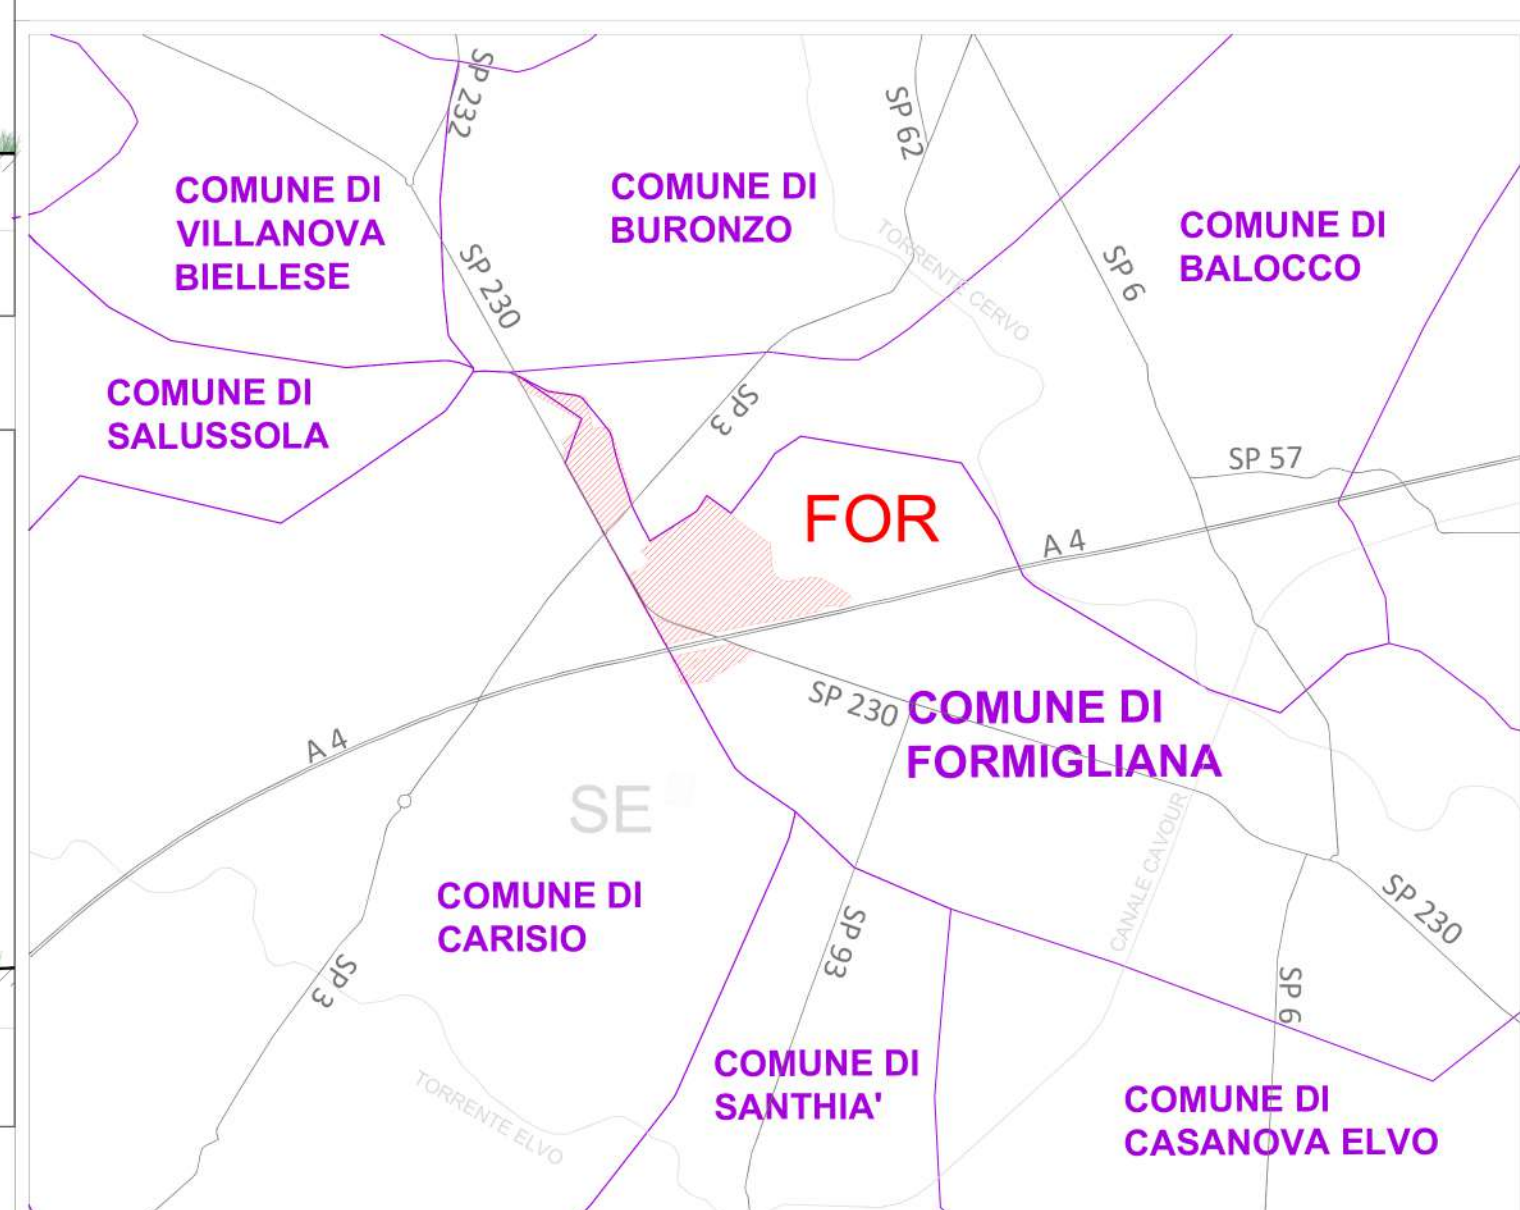 SP 232
SP 62
COMUNE DI
VILLANOVA
BIELLESE
COMUNE DI
BURONZO
COMUNE DI
BALOCCO
SP 230
TORRENTE CERVO
SP 6
COMUNE DI
SALUSSOLA
SP 3
SP 57
FOR
A 4
SP 230
COMUNE DI
FORMIGLIANA
A 4
SE
CANALE CAVOUR
COMUNE DI
CARISIO
SP 230
SP 93
SP 3
SP 6
COMUNE DI
SANTHIA'
TORRENTE ELVO
COMUNE DI
CASANOVA ELVO